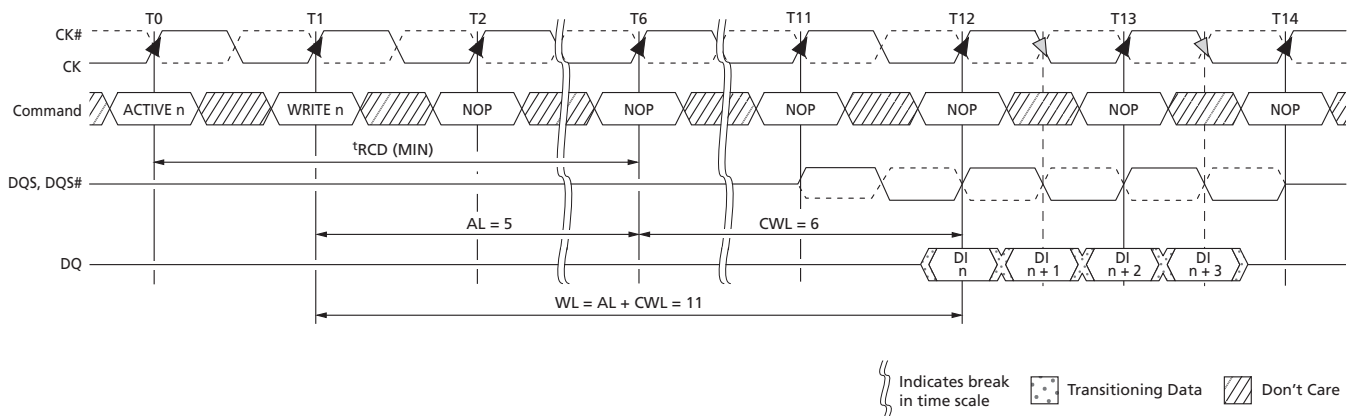 T0 T1 T2 T6 T11 T12 T13 T14
CK#
CK
Command ACTIVE n WRITE n NOP NOP NOP NOP NOP NOP
tRCD (MIN)
DQS, DQS#
AL = 5 CWL = 6
DQ DI n DI n + 1 DI n + 2 DI n + 3
WL = AL + CWL = 11
Indicates break in time scale
Transitioning Data
Don't Care